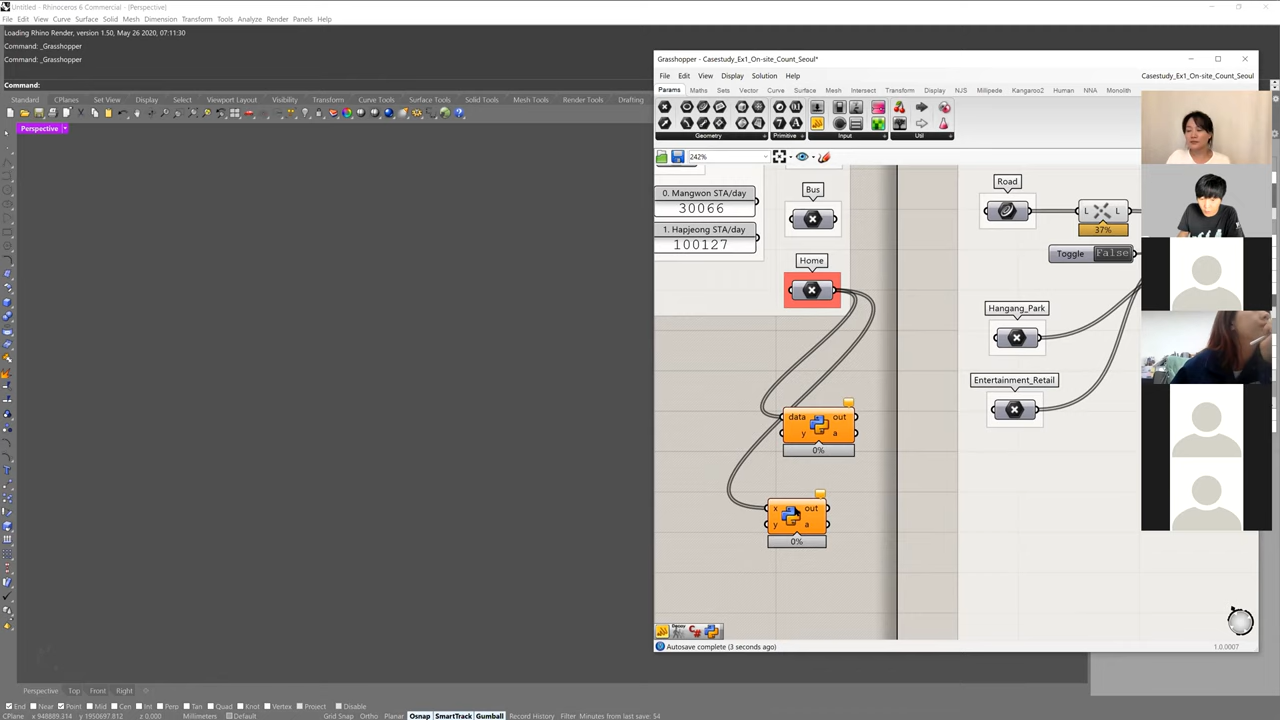 Untitled - Rhinoceros 6 Commercial - [Perspective]
File Edit View Curve Surface Solid Mesh Dimension Transform Tools Analyze Render Panels Help
Loading Rhino Render, version 1.50, May 26 2020, 07:11:30
Command: _Grasshopper
Command: _Grasshopper
Command:
Standard CPlanes Set View Display Select Viewport Layout Visibility Transform Curve Tools Surface Tools Solid Tools Mesh Tools Render Tools Drafting
Perspective
Grasshopper - Casestudy_Ex1_On-site_Count_Seoul*
File Edit View Display Solution Help
Casestudy_Ex1_On-site_Count_Seoul
Params Maths Sets Vector Curve Surface Mesh Intersect Transform Display NJS Millipede Kangaroo2 Human NNA Monolith
Geometry Primitive Input Util
242%
0. Mangwon STA/day
30066
1. Hapjeong STA/day
100127
Bus
Home
data out
y a
0%
x out
y a
0%
Road
L L
37%
Toggle False
Hangang_Park
Entertainment_Retail
Autosave complete (3 seconds ago)
1.0.0007
Perspective Top Front Right
End Near Point Mid Cen Int Perp Tan Quad Knot Vertex Project Disable
CPlane x 948889.314 y 1950697.812 z 0.000 Millimeters Default Grid Snap Ortho Planar Osnap SmartTrack Gumball Record History Filter Minutes from last save: 54